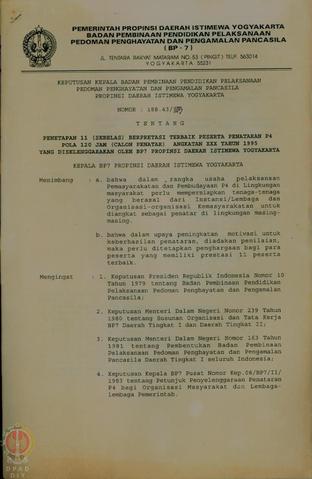 PEMERINTAH PROPINSI DAERAH ISTIMEWA YOGYAKARTA
BADAN PEMBINAAN PENDIDIKAN PELAKSANAAN
PEDOMAN PENGHAYATAN DAN PENGAMALAN PANCASILA
( BP - 7 )
JL. TENTARA RAKYAT MATARAM NO. 53 ( PINGIT ) TELP. 563014
YOGYAKARTA 55231
KEPUTUSAN KEPALA BADAN PEMBINAAN PENDIDIKAN PELAKSANAAN
PEDOMAN PENGHAYATAN DAN PENGAMALAN PANCASILA
PROPINSI DAERAH ISTIMEWA YOGYAKARTA
NOMOR : 188.43/
T E N T A N G
PENETAPAN 11 (SEBELAS) BERPRETASI TERBAIK PESERTA PENATARAN P4
POLA 120 JAM (CALON PENATAR) ANGKATAN XXX TAHUN 1995
YANG DISELENGGARAKAN OLEH BP7 PROPINSI DAERAH ISTIMEWA YOGYAKARTA
KEPALA BP7 PROPINSI DAERAH ISTIMEWA YOGYAKARTA
Menimbang : a. bahwa dalam rangka usaha pelaksanaan
Pemasyarakatan dan Pembudayaan P4 di Lingkungan
masyarakat perlu mempersiapkan tenaga-tenaga
yang berasal dari Instansi/Lembaga dan
Organisasi-organisasi Kemasyarakatan untuk
diangkat sebagai penatar di lingkungan masing-
masing.
b. bahwa dalam upaya peningkatan motivasi untuk
keberhasilan penataran, diadakan penilaian,
maka perlu ditetapkan penghargaan bagi para
peserta yang memiliki prestasi 11 peserta
terbaik.
Mengingat : 1. Keputusan Presiden Republik Indonesia Nomor 10
Tahun 1979 tentang Badan Pembinaan Pendidikan
Pelaksanaan Pedoman Penghayatan dan Pengamalan
Pancasila;
2. Keputusan Menteri Dalam Negeri Nomor 239 Tahun
1980 tentang Susunan Organisasi dan Tata Kerja
BP7 Daerah Tingkat I dan Daerah Tingkat II;
3. Keputusan Menteri Dalam Negeri Nomor 163 Tahun
1981 tentang Pembentukan Badan Pembinaan
Pelaksanaan Pedoman Penghayatan dan Pengamalan
Pancasila Daerah Tingkat I seluruh Indonesia;
4. Keputusan Kepala BP7 Pusat Nomor Kep.08/BP7/II/
1983 tentang Petunjuk Penyelenggaraan Penataran
P4 bagi Organisasi Masyarakat dan Lembaga-
lembaga Pemerintah.
DPAD
DIY